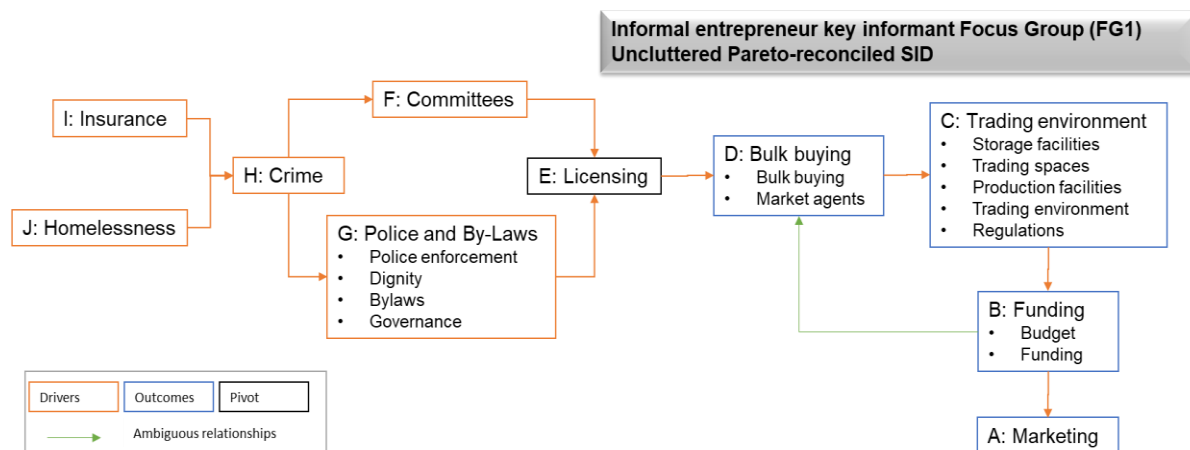 Informal entrepreneur key informant Focus Group (FG1)
Uncluttered Pareto-reconciled SID
I: Insurance
J: Homelessness
H: Crime
F: Committees
G: Police and By-Laws
• Police enforcement
• Dignity
• Bylaws
• Governance
E: Licensing
D: Bulk buying
• Bulk buying
• Market agents
C: Trading environment
• Storage facilities
• Trading spaces
• Production facilities
• Trading environment
• Regulations
B: Funding
• Budget
• Funding
A: Marketing
Drivers
Outcomes
Pivot
Ambiguous relationships